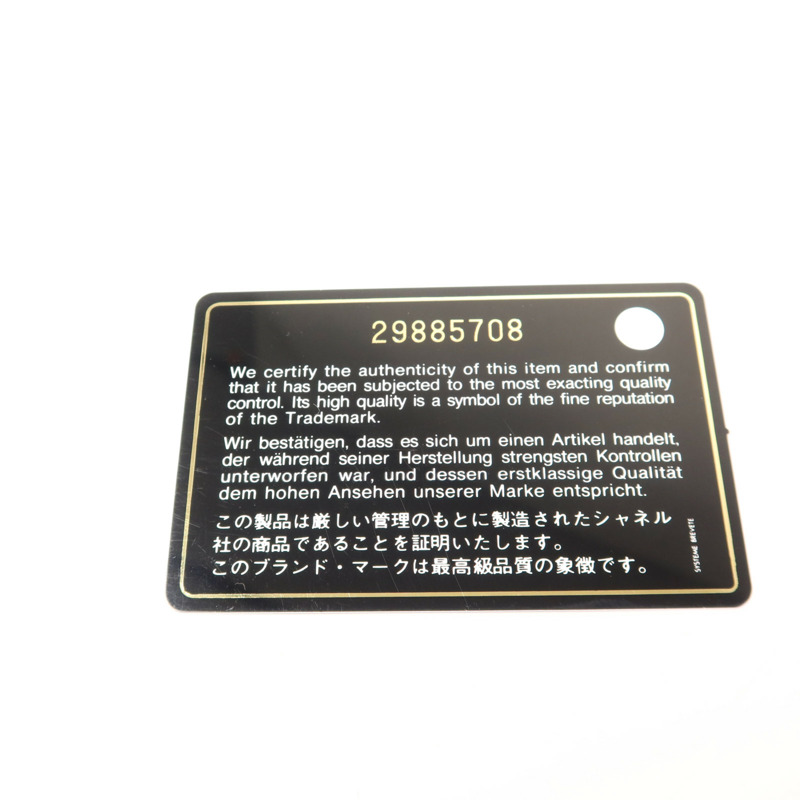 29885708
We certify the authenticity of this item and confirm
that it has been subjected to the most exacting quality
control. Its high quality is a symbol of the fine reputation
of the Trademark.
Wir bestätigen, dass es sich um einen Artikel handelt,
der während seiner Herstellung strengsten Kontrollen
unterworfen war, und dessen erstklassige Qualität
dem hohen Ansehen unserer Marke entspricht.
この製品は厳しい管理のもとに製造されたシャネル
社の商品であることを証明いたします。
このブランド・マークは最高級品質の象徴です。
SYSTEME BREVETE